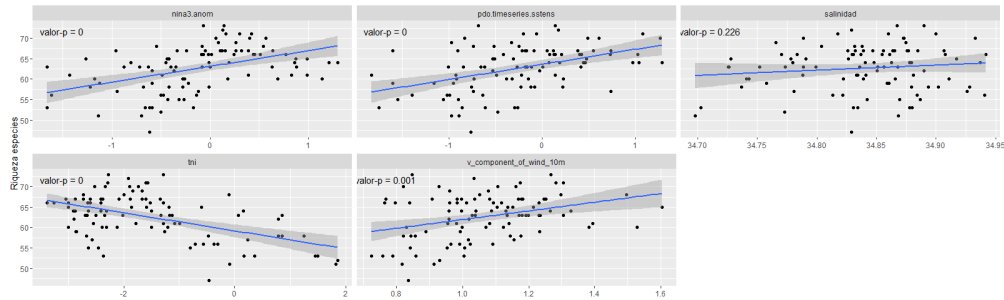 nina3.anom
pdo.timeseries.sstens
salinidad
valor-p = 0
valor-p = 0
valor-p = 0.226
70
65
60
55
50
-1
0
1
-1
0
1
34.70
34.75
34.80
34.85
34.90
34.95
Riqueza especies
tni
v_component_of_wind_10m
valor-p = 0
valor-p = 0.001
70
65
60
55
50
-2
0
2
0.8
1.0
1.2
1.4
1.6